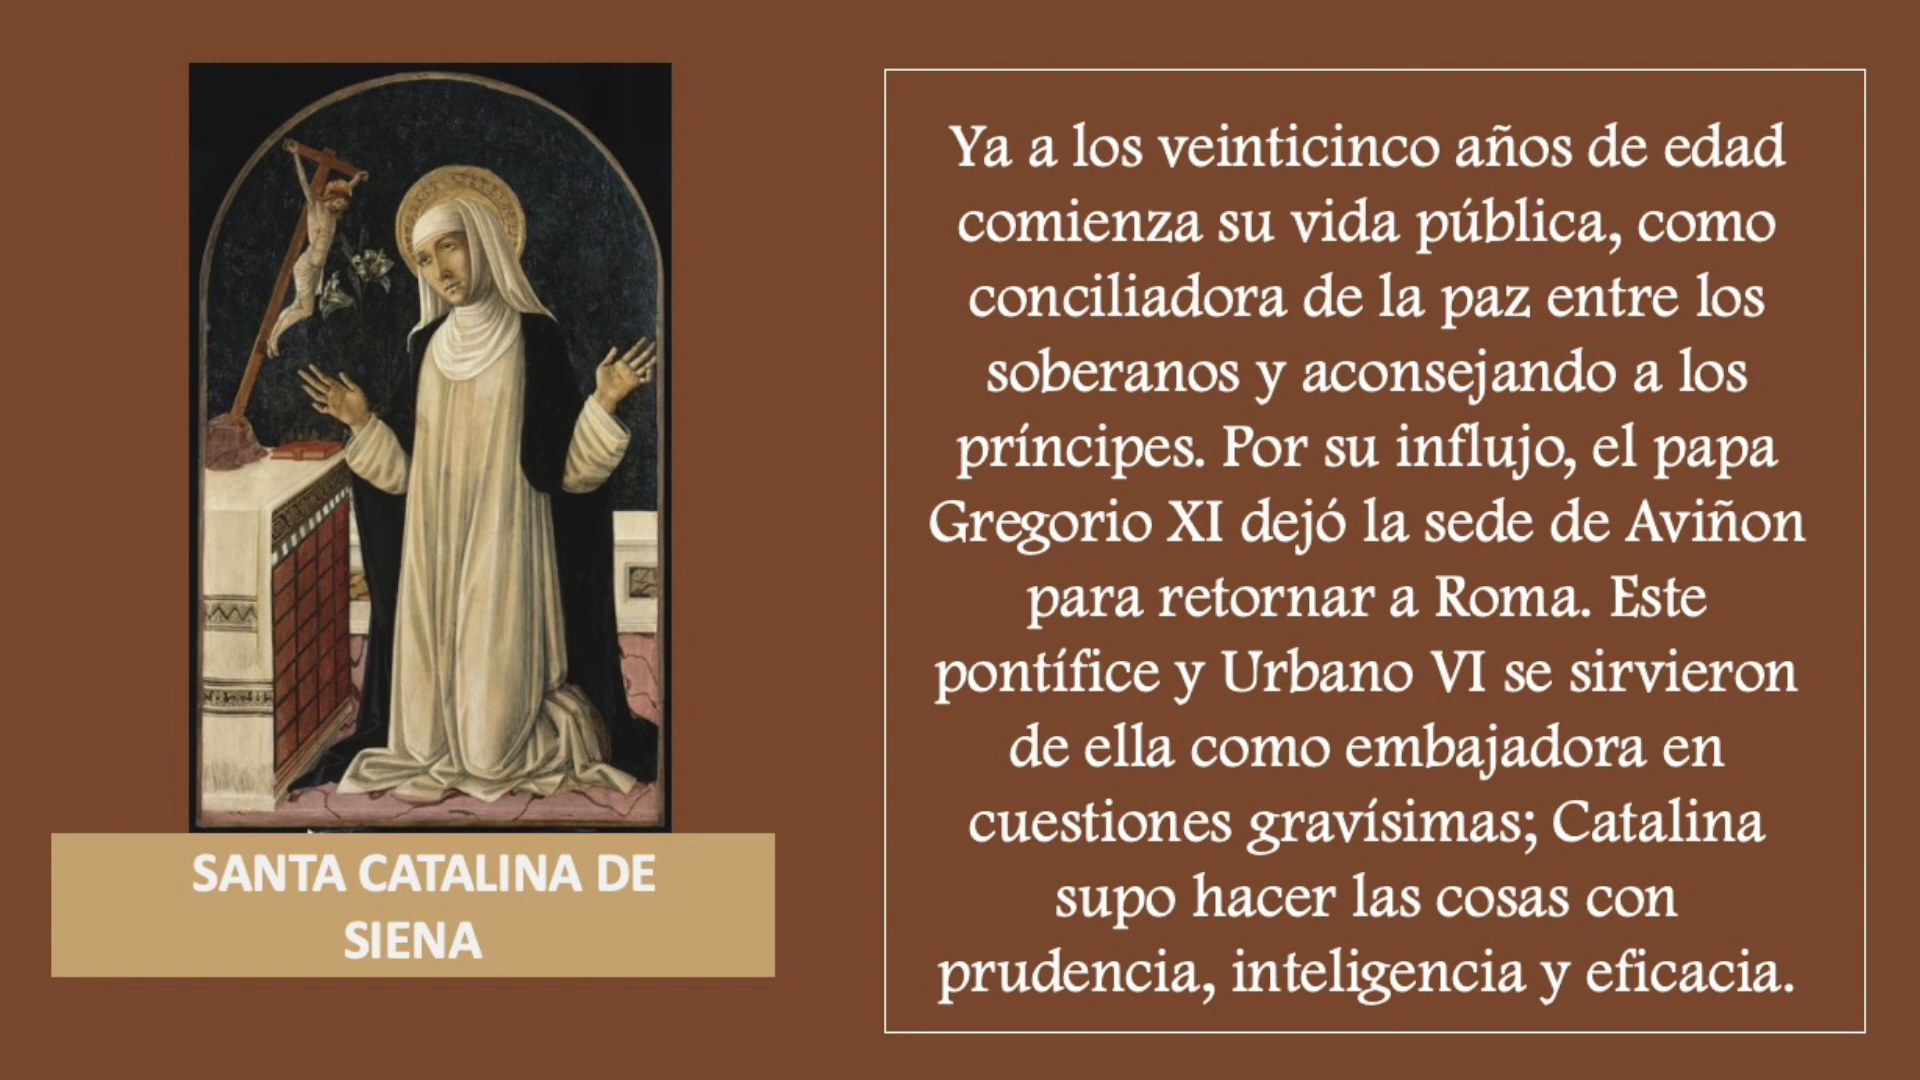 SANTA CATALINA DE
SIENA
Ya a los veinticinco años de edad
comienza su vida pública, como
conciliadora de la paz entre los
soberanos y aconsejando a los
príncipes. Por su influjo, el papa
Gregorio XI dejó la sede de Aviñon
para retornar a Roma. Este
pontífice y Urbano VI se sirvieron
de ella como embajadora en
cuestiones gravísimas; Catalina
supo hacer las cosas con
prudencia, inteligencia y eficacia.